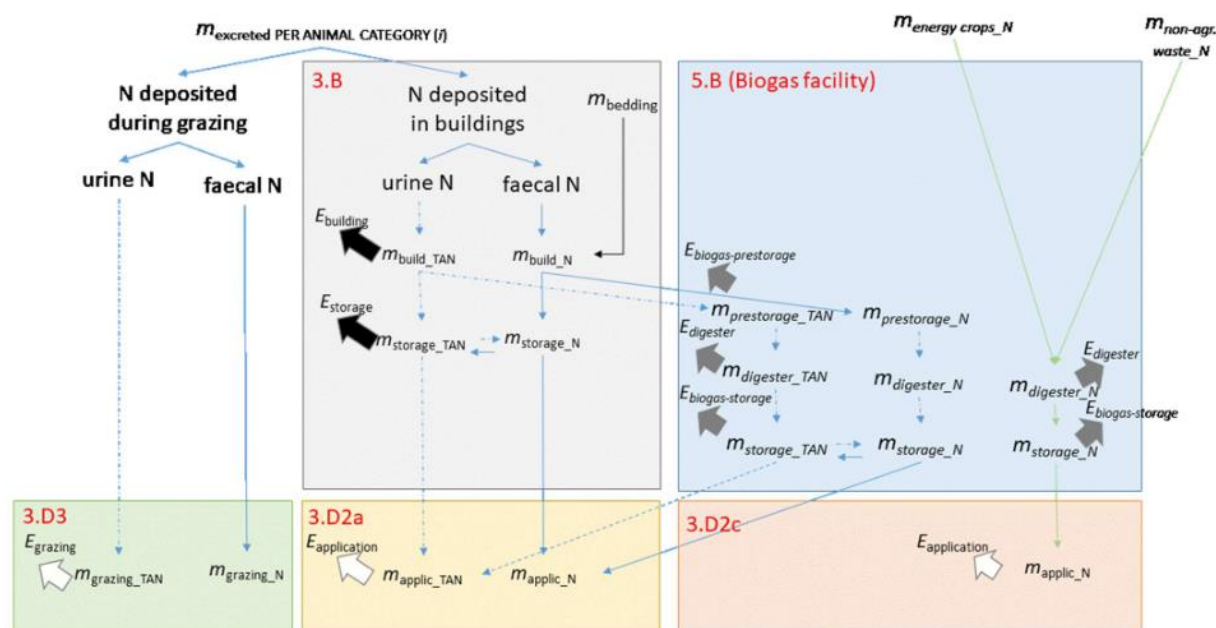 m_excreted PER ANIMAL CATEGORY (i)
m_energy crops_N
m_non-agr.
waste_N
3.B
5.B (Biogas facility)
N deposited
during grazing
N deposited
in buildings
m_bedding
urine N
faecal N
urine N
faecal N
E_building
m_build_TAN
m_build_N
E_biogas-prestorage
E_storage
m_prestorage_TAN
m_prestorage_N
m_storage_TAN
m_storage_N
E_digester
E_digester
m_digester_TAN
m_digester_N
m_digester_N
E_biogas-storage
E_biogas-storage
m_storage_TAN
m_storage_N
m_storage_N
3.D3
3.D2a
3.D2c
E_grazing
E_application
E_application
m_grazing_TAN
m_grazing_N
m_applic_TAN
m_applic_N
m_applic_N